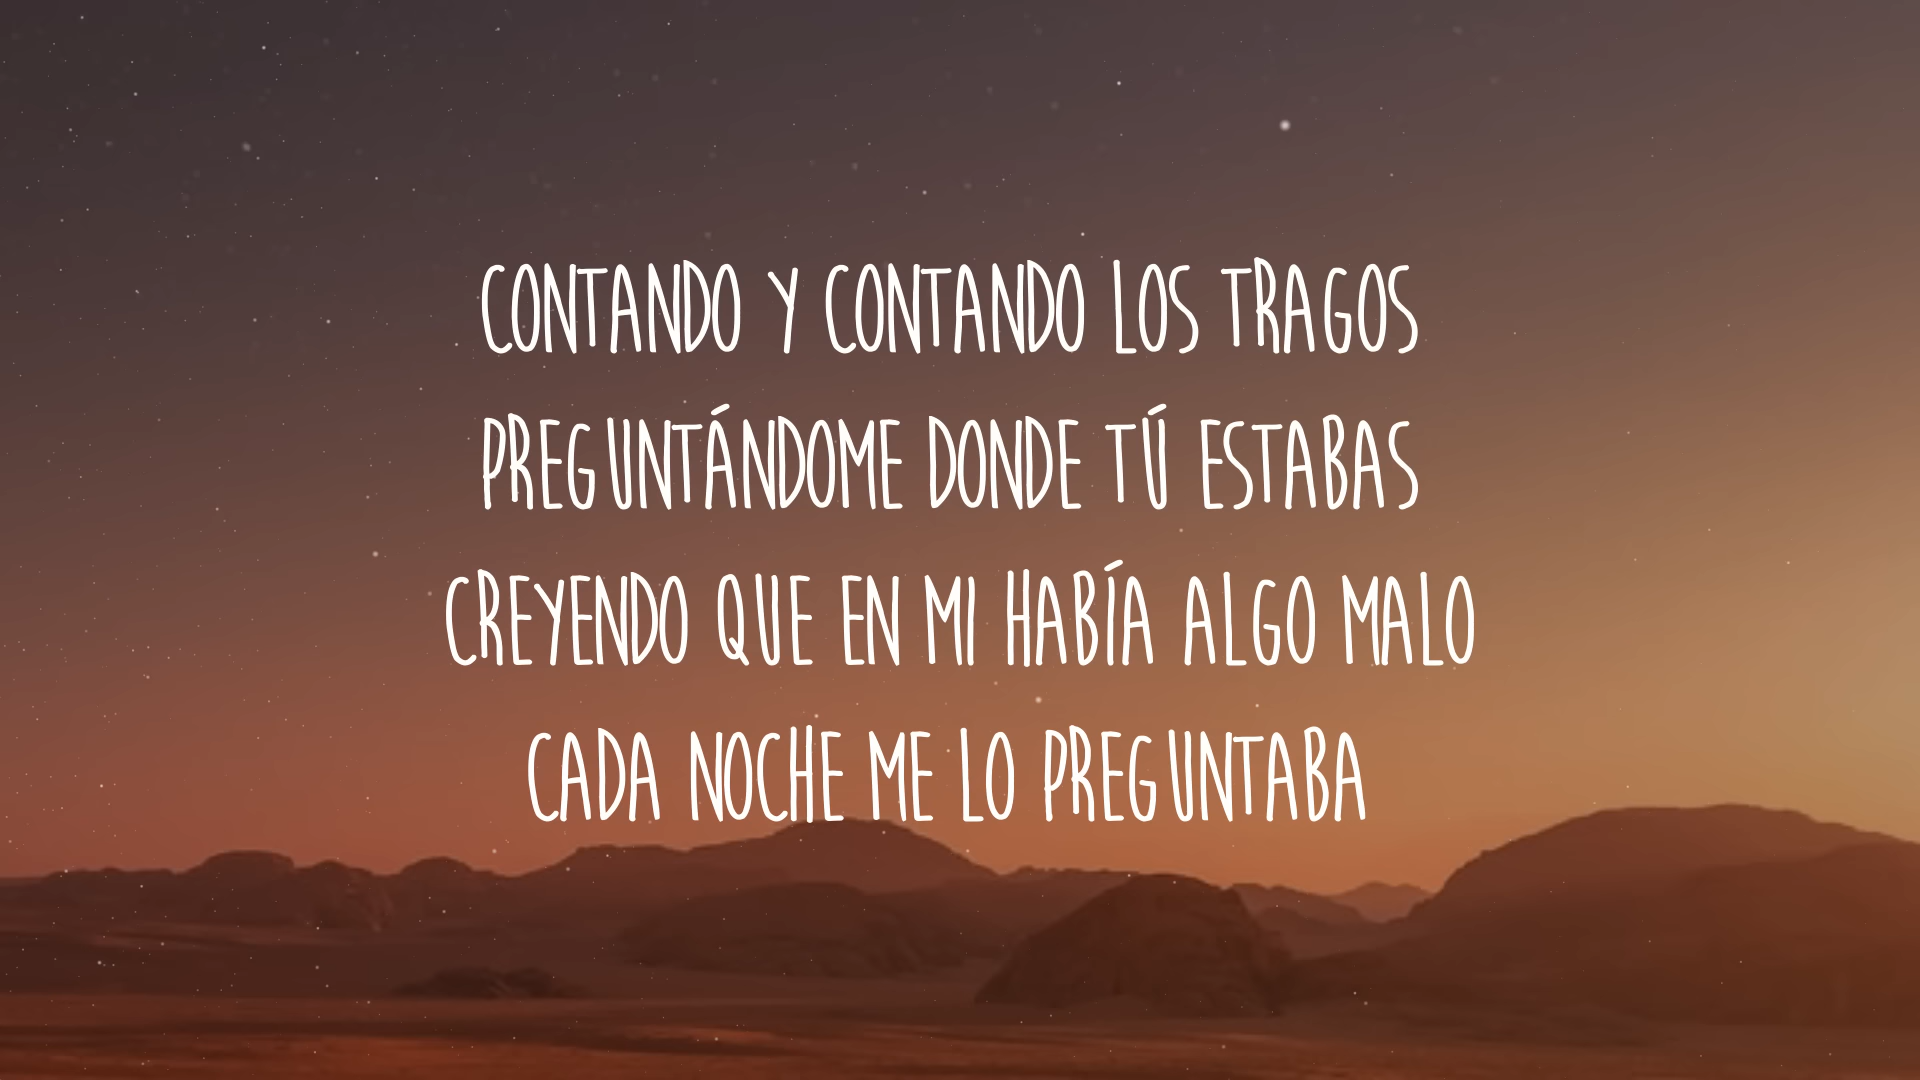 CONTANDO Y CONTANDO LOS TRAGOS
PREGUNTÁNDOME DONDE TÚ ESTABAS
CREYENDO QUE EN MI HABÍA ALGO MALO
CADA NOCHE ME LO PREGUNTABA